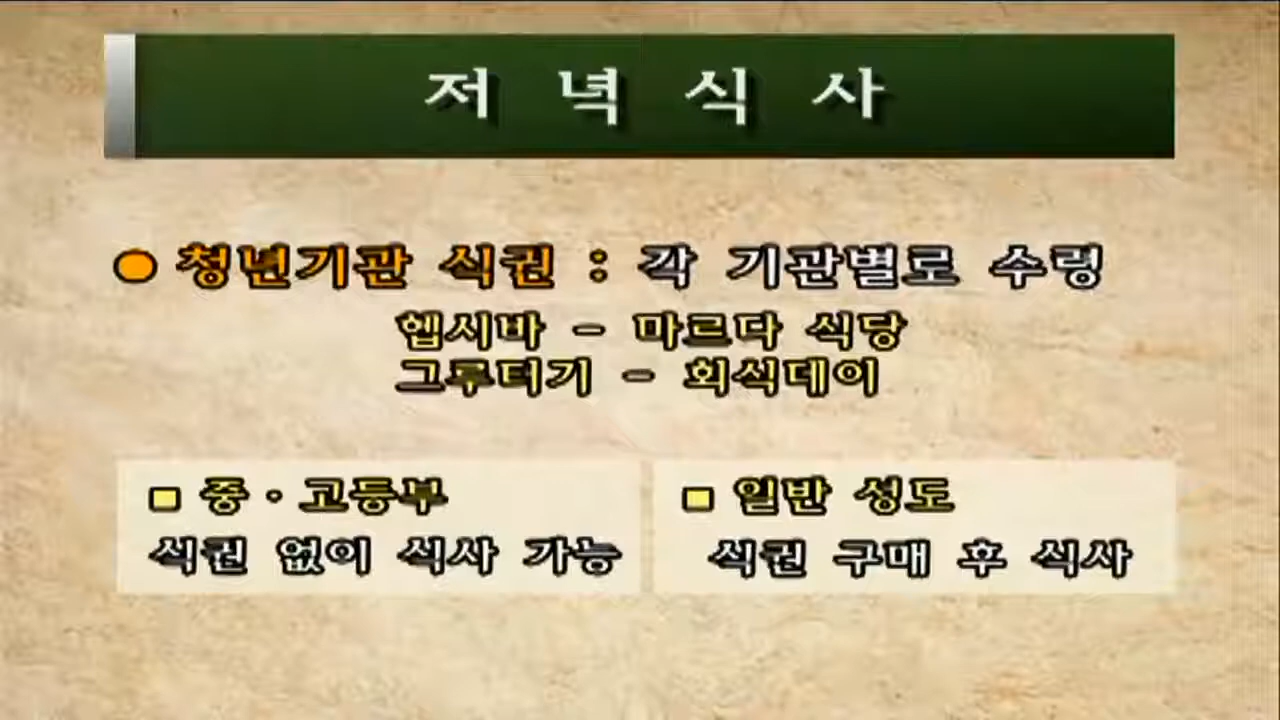 저 녁 식 사
● 청년기관 식권 : 각 기관별로 수령
헵시바 - 마르다 식당
그루터기 - 회식데이
■ 중·고등부
식권 없이 식사 가능
■ 일반 성도
식권 구매 후 식사